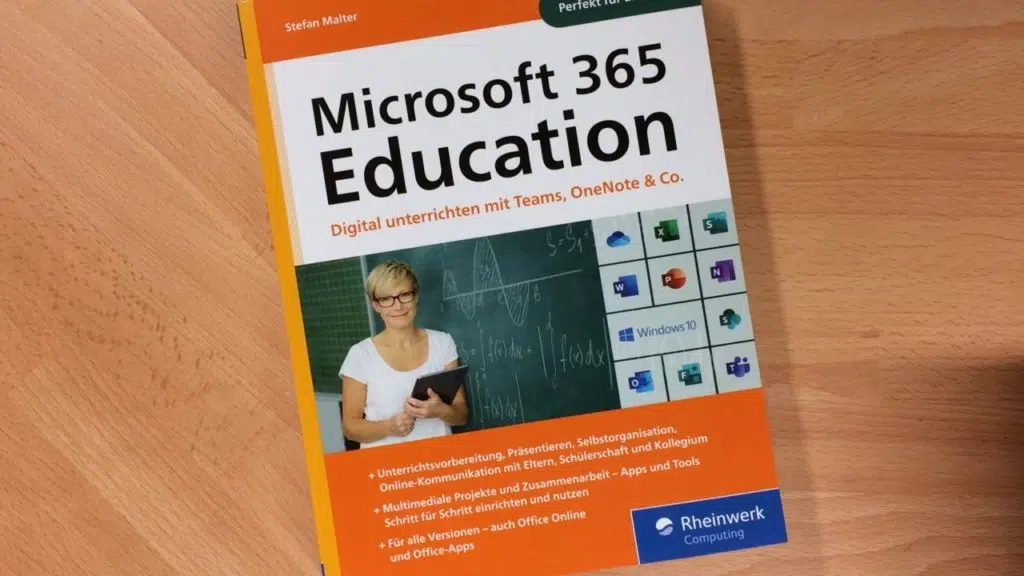 Stefan Malter
Perfekt für
Microsoft 365
Education
Digital unterrichten mit Teams, OneNote & Co.
X
S
W
P
N
Windows 10
S
O
+ Unterrichtsvorbereitung, Präsentieren, Selbstorganisation,
Online-Kommunikation mit Eltern, Schülerschaft und Kollegium
+ Multimediale Projekte und Zusammenarbeit – Apps und Tools
Schritt für Schritt einrichten und nutzen
+ Für alle Versionen – auch Office Online
und Office-Apps
Rheinwerk
Computing